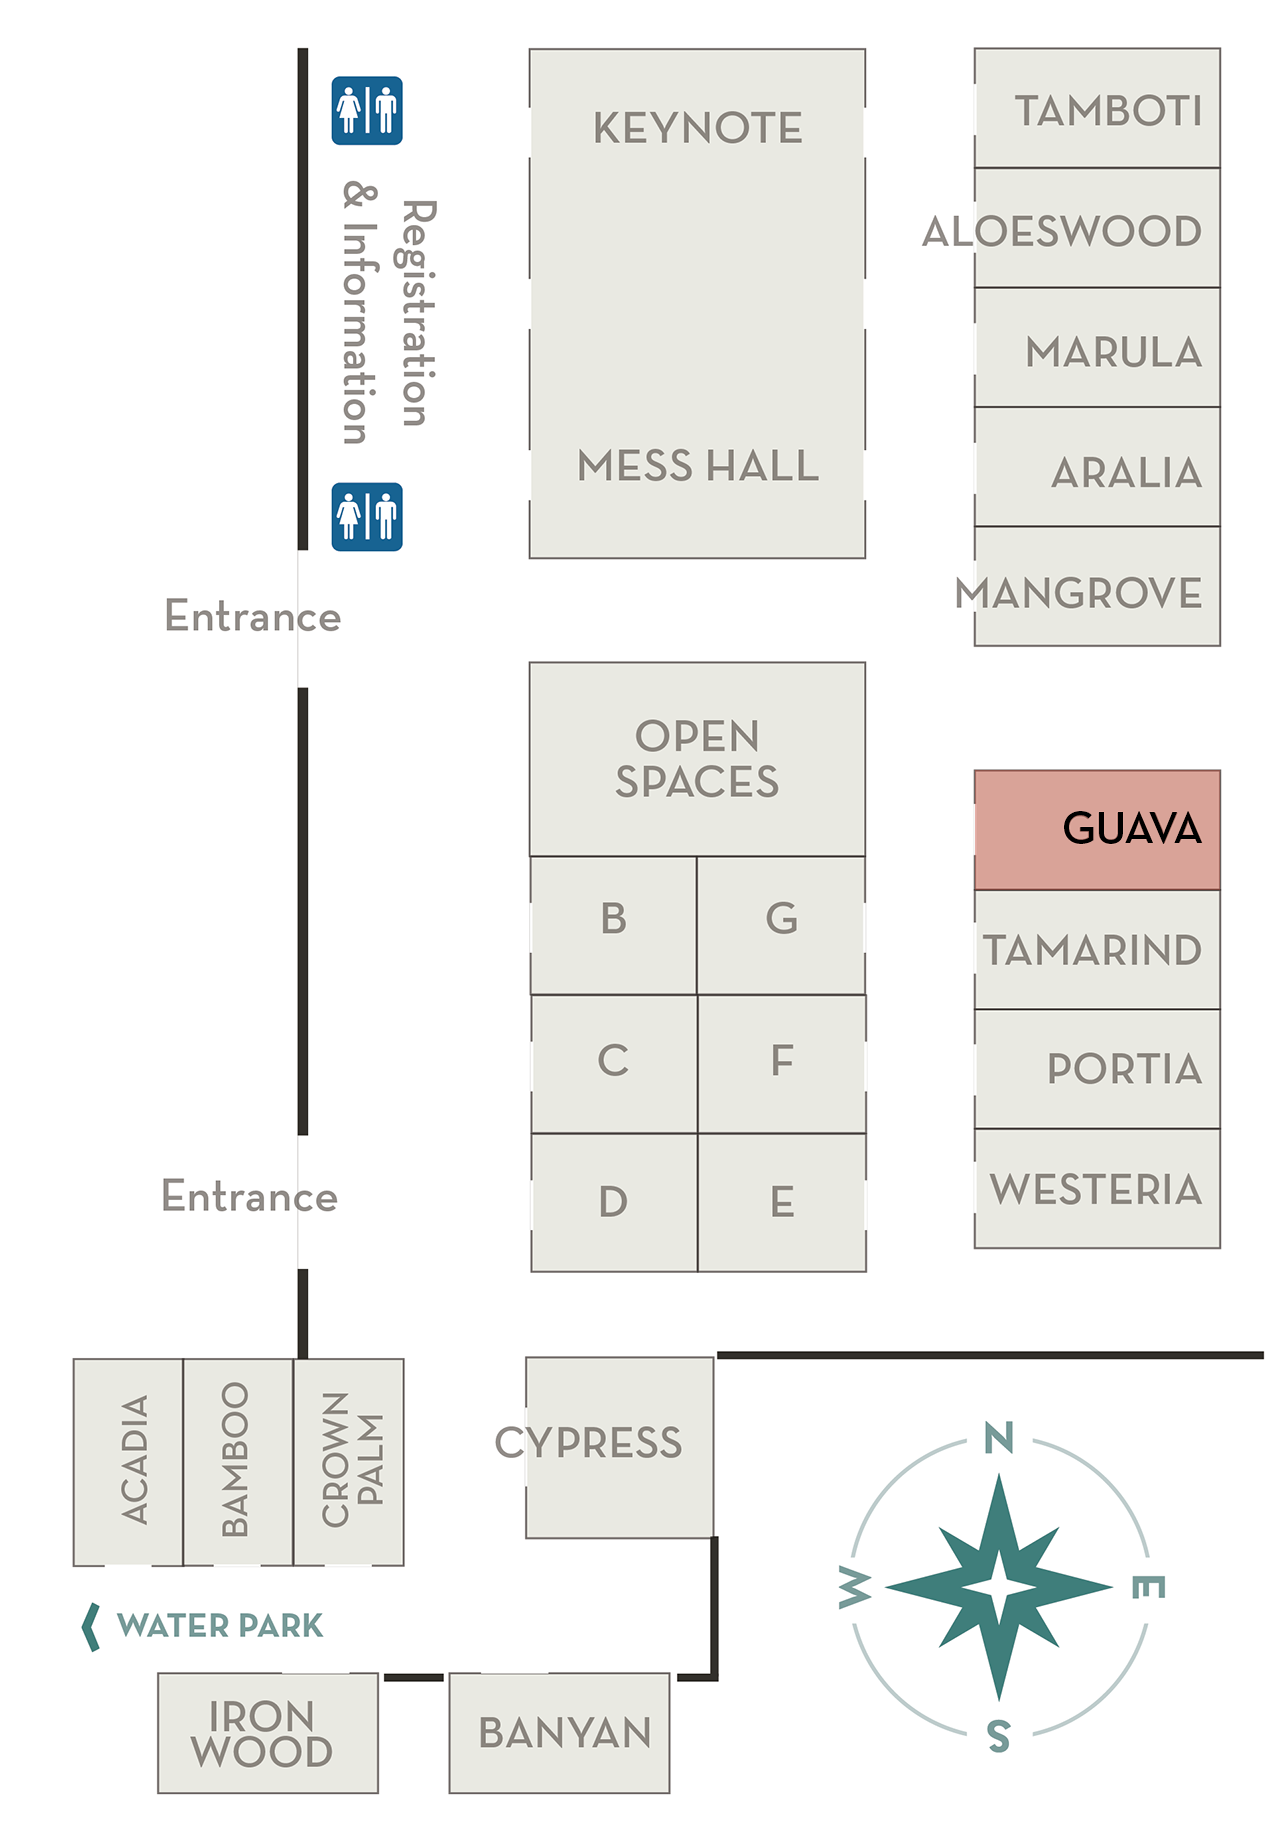 KEYNOTE
MESS HALL
Registration
& Information
TAMBOTI
ALOESWOOD
MARULA
ARALIA
MANGROVE
Entrance
OPEN
SPACES
B
G
C
F
D
E
GUAVA
TAMARIND
PORTIA
WESTERIA
Entrance
ACADIA
BAMBOO
CROWN
PALM
CYPRESS
WATER PARK
IRON
WOOD
BANYAN
N
W
E
S